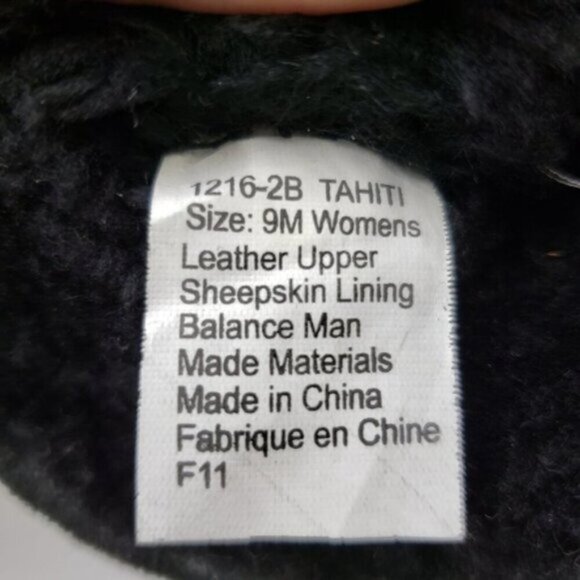 1216-2B TAHITI
Size: 9M Womens
Leather Upper
Sheepskin Lining
Balance Man
Made Materials
Made in China
Fabrique en Chine
F11